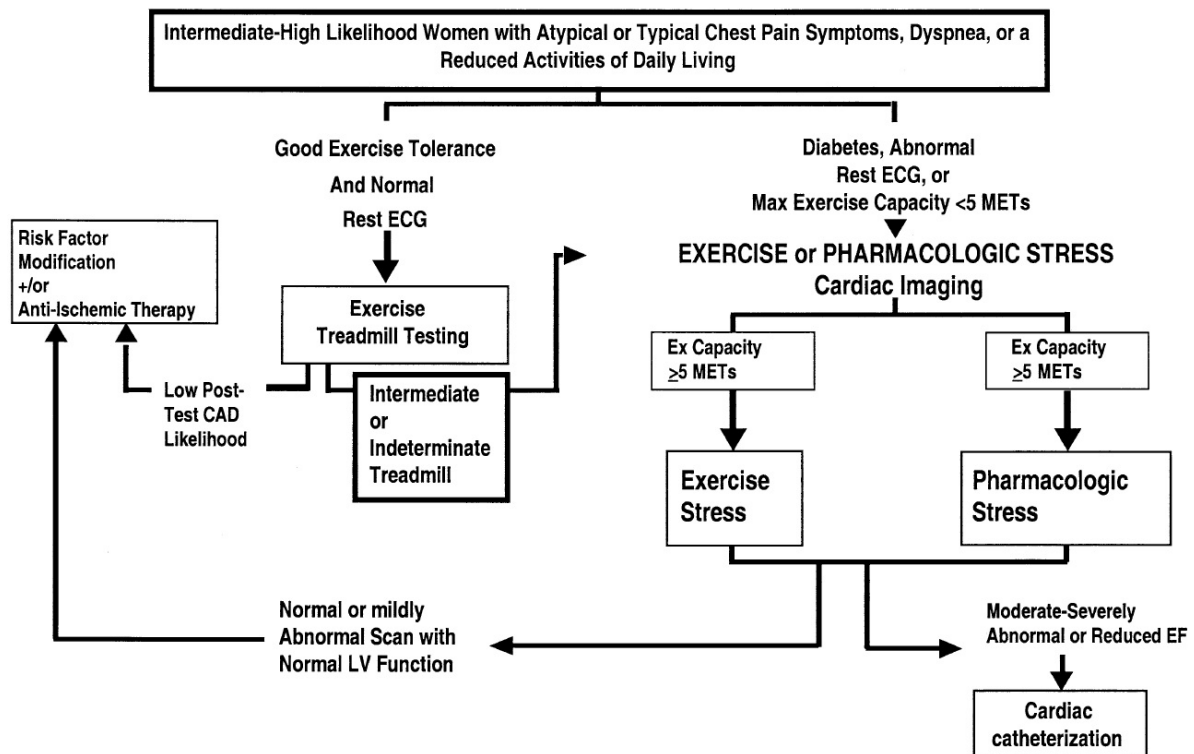 Intermediate-High Likelihood Women with Atypical or Typical Chest Pain Symptoms, Dyspnea, or a
Reduced Activities of Daily Living
Good Exercise Tolerance
And Normal
Rest ECG
Diabetes, Abnormal
Rest ECG, or
Max Exercise Capacity <5 METs
Risk Factor
Modification
+/or
Anti-Ischemic Therapy
Exercise
Treadmill Testing
EXERCISE or PHARMACOLOGIC STRESS
Cardiac Imaging
Low Post-
Test CAD
Likelihood
Intermediate
or
Indeterminate
Treadmill
Ex Capacity
≥5 METs
Ex Capacity
≥5 METs
Exercise
Stress
Pharmacologic
Stress
Normal or mildly
Abnormal Scan with
Normal LV Function
Moderate-Severely
Abnormal or Reduced EF
Cardiac
catheterization